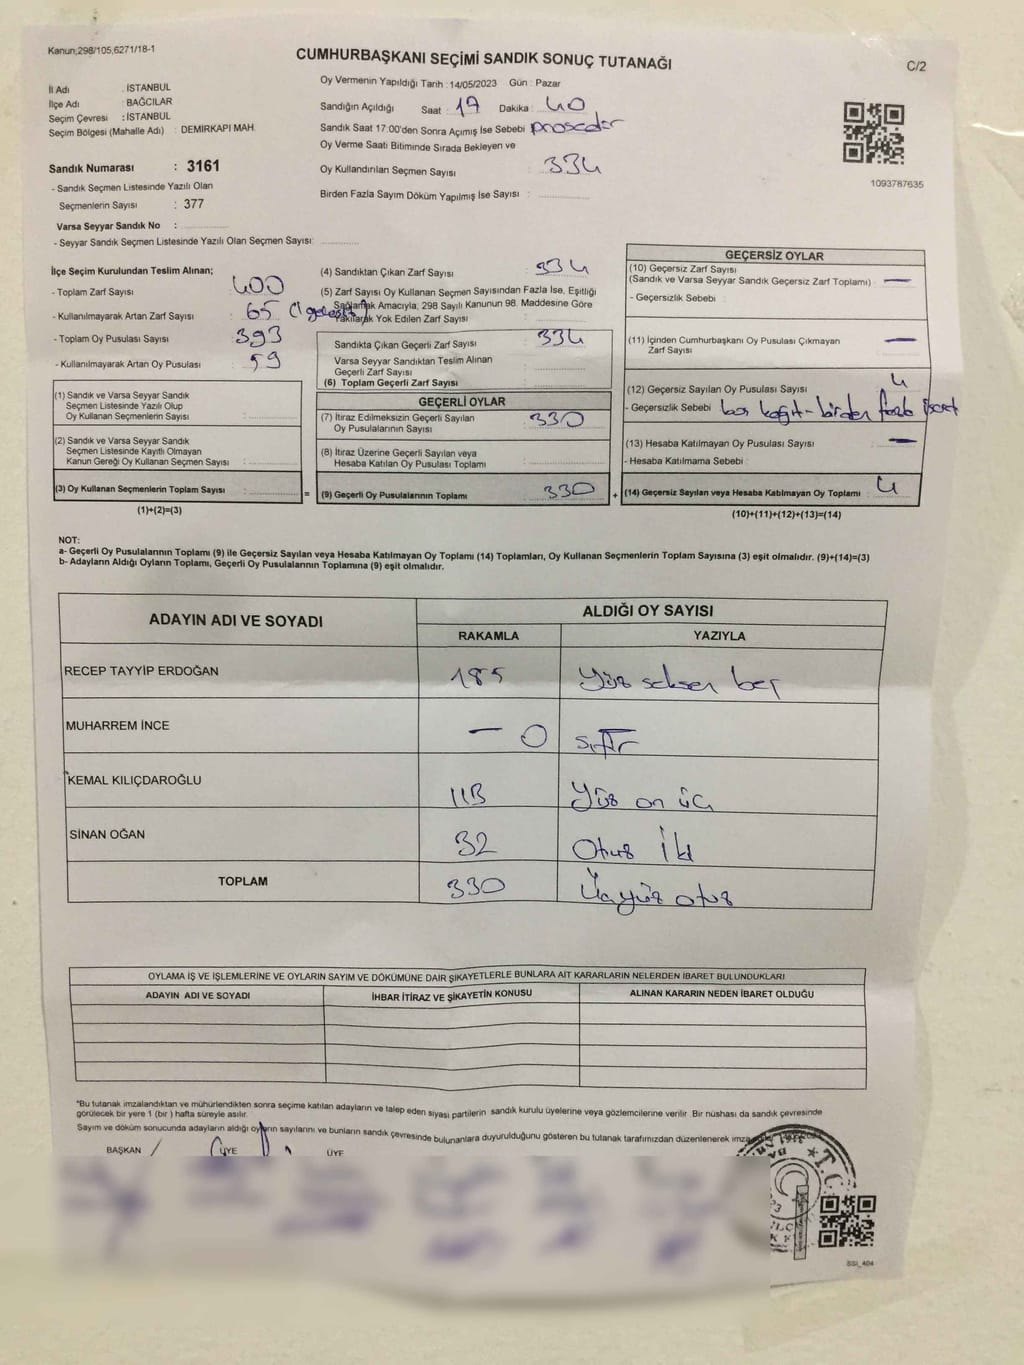 Kanun;298/105,6271/18-1
CUMHURBAŞKANI SEÇİMİ SANDIK SONUÇ TUTANAĞI
C/2
İl Adı : İSTANBUL
İlçe Adı : BAĞCILAR
Seçim Çevresi : İSTANBUL
Seçim Bölgesi (Mahalle Adı) : DEMİRKAPI MAH.
Oy Vermenin Yapıldığı Tarih : 14/05/2023 Gün : Pazar
Sandığın Açıldığı Saat : 17 Dakika : 40
Sandık Saat 17:00'den Sonra Açımış İse Sebebi
Oy Verme Saati Bitiminde Sırada Bekleyen ve
Oy Kullandırılan Seçmen Sayısı : 334
Birden Fazla Sayım Döküm Yapılmış İse Sayısı :
1093787635
Sandık Numarası : 3161
- Sandık Seçmen Listesinde Yazılı Olan
Seçmenlerin Sayısı : 377
Varsa Seyyar Sandık No :
- Seyyar Sandık Seçmen Listesinde Yazılı Olan Seçmen Sayısı:
İlçe Seçim Kurulundan Teslim Alınan;
- Toplam Zarf Sayısı : 400
- Kullanılmayarak Artan Zarf Sayısı : 65
- Toplam Oy Pusulası Sayısı : 393
- Kullanılmayarak Artan Oy Pusulası : 59
(1) Sandık ve Varsa Seyyar Sandık
Seçmen Listesinde Yazılı Olup
Oy Kullanan Seçmenlerin Sayısı :
(2) Sandık ve Varsa Seyyar Sandık
Seçmen Listesinde Kayıtlı Olmayan
Kanun Gereği Oy Kullanan Seçmen Sayısı :
(3) Oy Kullanan Seçmenlerin Toplam Sayısı :
(1)+(2)=(3)
(4) Sandıktan Çıkan Zarf Sayısı : 334
(5) Zarf Sayısı Oy Kullanan Seçmen Sayısından Fazla İse, Eşitliği
Sağlamak Amacıyla; 298 Sayılı Kanunun 98. Maddesine Göre
Yakılarak Yok Edilen Zarf Sayısı :
Sandıkta Çıkan Geçerli Zarf Sayısı : 334
Varsa Seyyar Sandıktan Teslim Alınan
Geçerli Zarf Sayısı :
(6) Toplam Geçerli Zarf Sayısı :
GEÇERLİ OYLAR
(7) İtiraz Edilmeksizin Geçerli Sayılan
Oy Pusulalarının Sayısı : 330
(8) İtiraz Üzerine Geçerli Sayılan veya
Hesaba Katılan Oy Pusulası Toplamı :
= (9) Geçerli Oy Pusulalarının Toplamı : 330 +
GEÇERSİZ OYLAR
(10) Geçersiz Zarf Sayısı
(Sandık ve Varsa Seyyar Sandık Geçersiz Zarf Toplamı) : —
- Geçersizlik Sebebi :
(11) İçinden Cumhurbaşkanı Oy Pusulası Çıkmayan
Zarf Sayısı : —
(12) Geçersiz Sayılan Oy Pusulası Sayısı : 4
- Geçersizlik Sebebi : boş kağıt - birden fazla
(13) Hesaba Katılmayan Oy Pusulası Sayısı : —
- Hesaba Katılmama Sebebi :
(14) Geçersiz Sayılan veya Hesaba Katılmayan Oy Toplamı : 4
(10)+(11)+(12)+(13)=(14)
NOT:
a- Geçerli Oy Pusulalarının Toplamı (9) ile Geçersiz Sayılan veya Hesaba Katılmayan Oy Toplamı (14) Toplamları, Oy Kullanan Seçmenlerin Toplam Sayısına (3) eşit olmalıdır. (9)+(14)=(3)
b- Adayların Aldığı Oyların Toplamı, Geçerli Oy Pusulalarının Toplamına (9) eşit olmalıdır.
ADAYIN ADI VE SOYADI ALDIĞI OY SAYISI
RAKAMLA YAZIYLA
RECEP TAYYİP ERDOĞAN 185 Yüz seksen beş
MUHARREM İNCE — 0 sıfır
KEMAL KILIÇDAROĞLU 113 Yüz on üç
SİNAN OĞAN 32 Otuz iki
TOPLAM 330 Üçyüz otuz
OYLAMA İŞ VE İŞLEMLERİNE VE OYLARIN SAYIM VE DÖKÜMÜNE DAİR ŞİKAYETLERLE BUNLARA AİT KARARLARIN NELERDEN İBARET BULUNDUKLARI
ADAYIN ADI VE SOYADI İHBAR İTİRAZ VE ŞİKAYETİN KONUSU ALINAN KARARIN NEDEN İBARET OLDUĞU
*Bu tutanak imzalandıktan ve mühürlendikten sonra seçime katılan adayların ve talep eden siyasi partilerin sandık kurulu üyelerine veya gözlemcilerine verilir. Bir nüshası da sandık çevresinde
görülecek bir yere 1 (bir) hafta süreyle asılır.
Sayım ve döküm sonucunda adayların aldığı oyların sayılarını ve bunların sandık çevresinde bulunanlara duyurulduğunu gösteren bu tutanak tarafımızdan düzenlenerek
BAŞKAN ÜYE ÜYE
T.C.
SSI_404